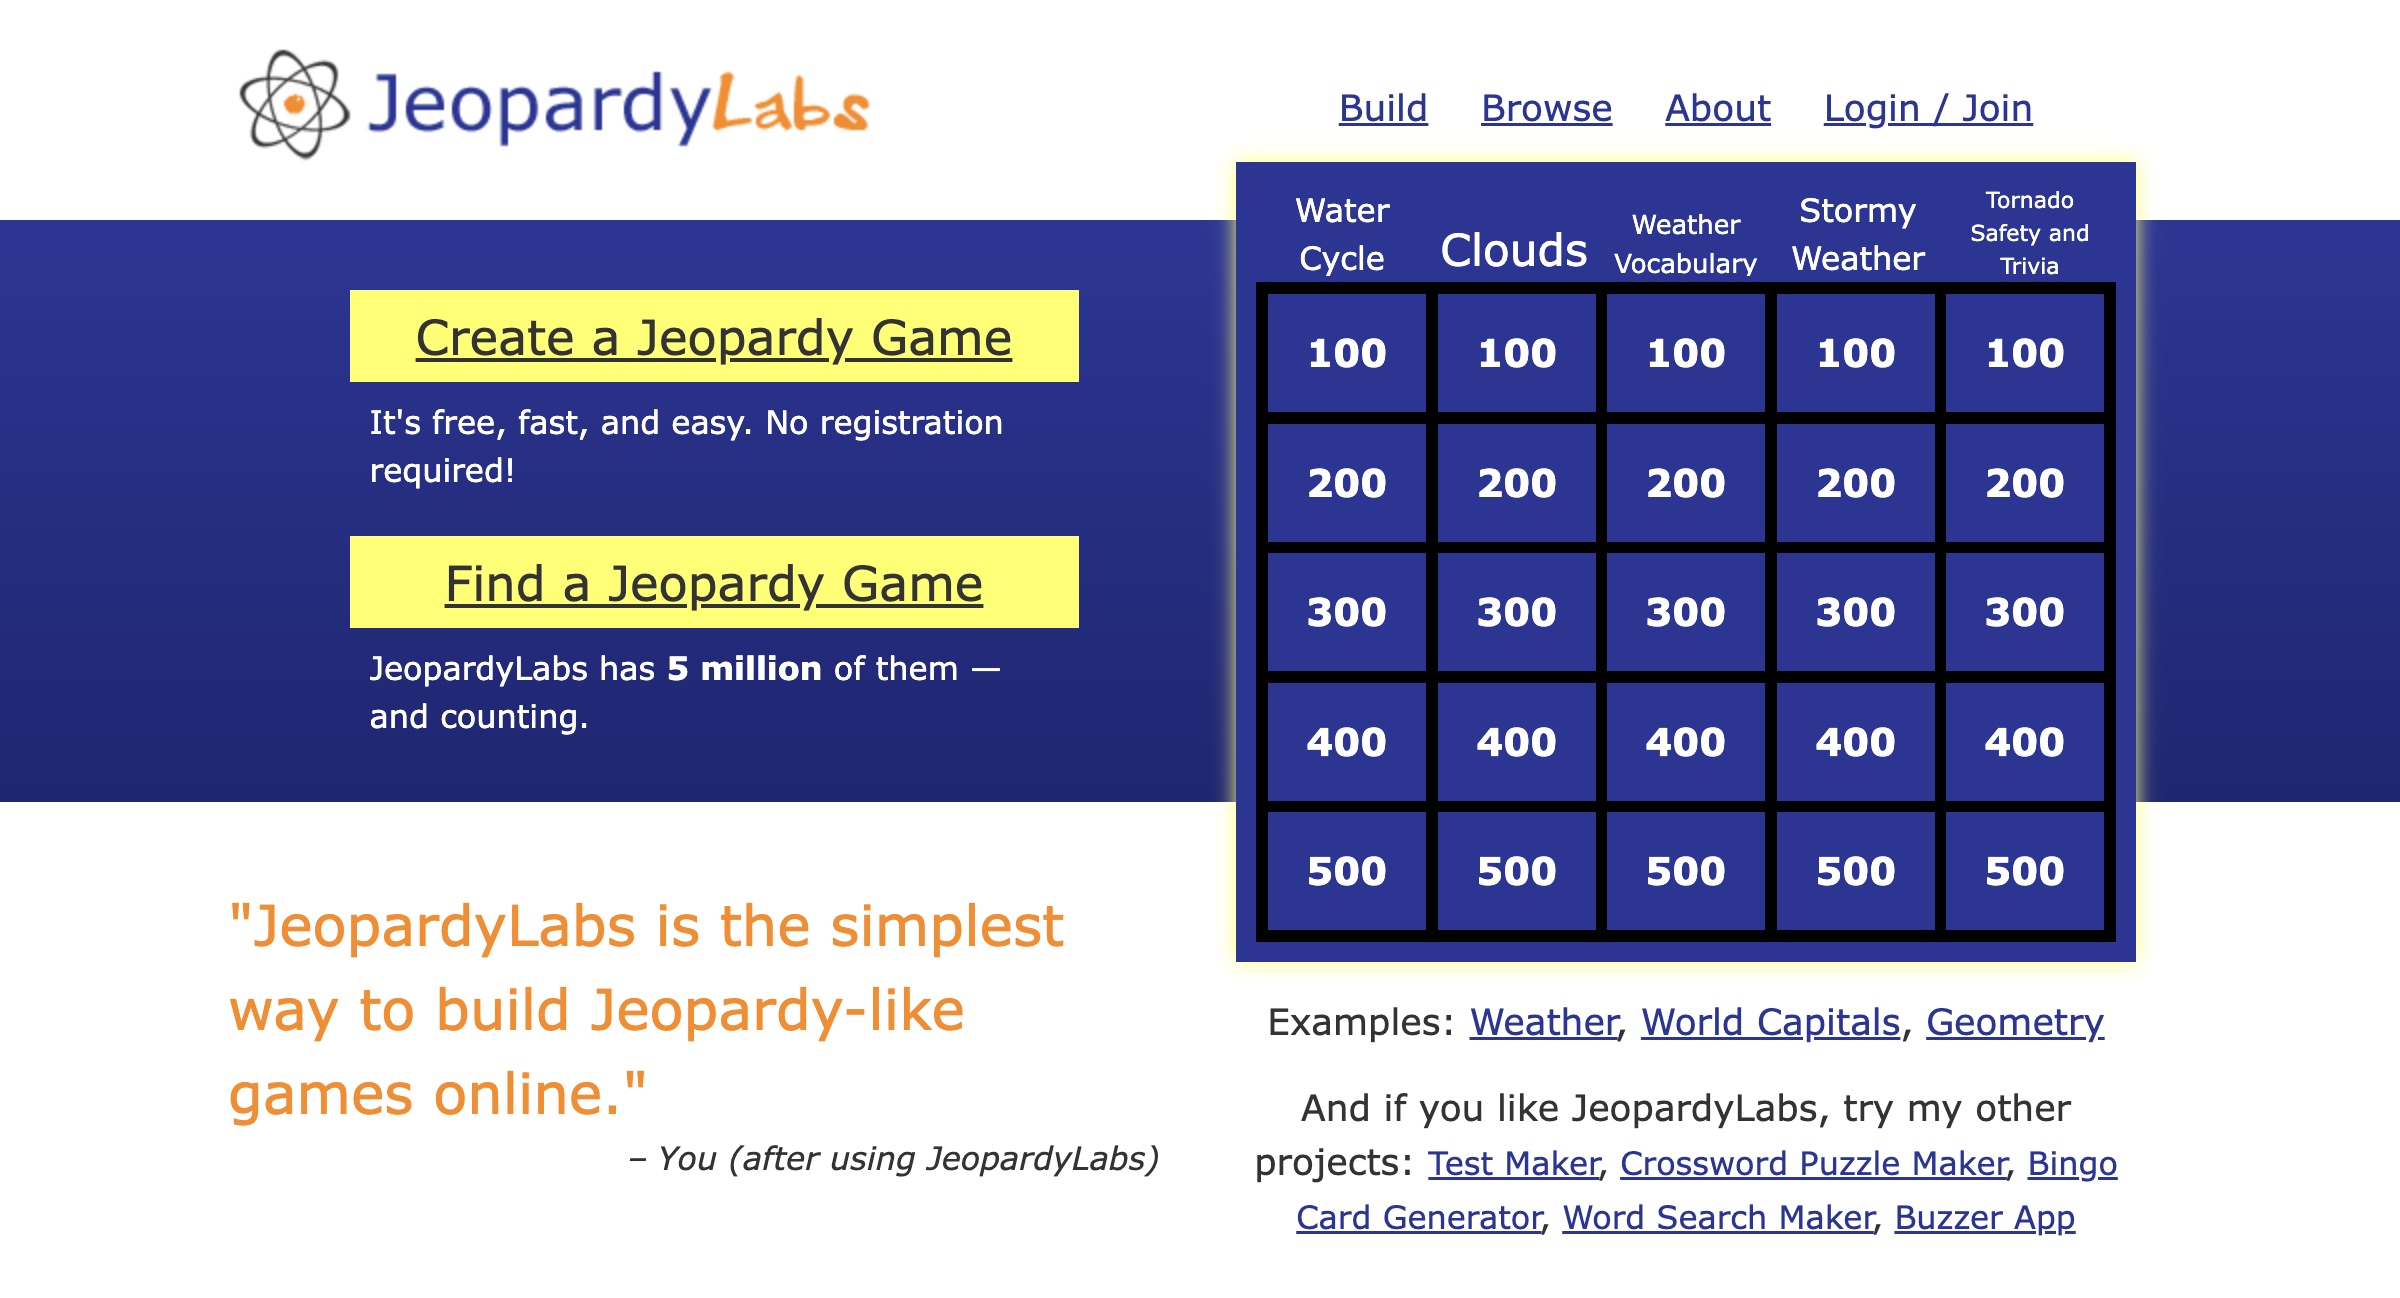 JeopardyLabs
Build Browse About Login / Join
Create a Jeopardy Game
It's free, fast, and easy. No registration
required!
Find a Jeopardy Game
JeopardyLabs has 5 million of them —
and counting.
Water
Cycle
Clouds
Weather
Vocabulary
Stormy
Weather
Tornado
Safety and
Trivia
100 100 100 100 100
200 200 200 200 200
300 300 300 300 300
400 400 400 400 400
500 500 500 500 500
"JeopardyLabs is the simplest
way to build Jeopardy-like
games online."
– You (after using JeopardyLabs)
Examples: Weather, World Capitals, Geometry
And if you like JeopardyLabs, try my other
projects: Test Maker, Crossword Puzzle Maker, Bingo
Card Generator, Word Search Maker, Buzzer App